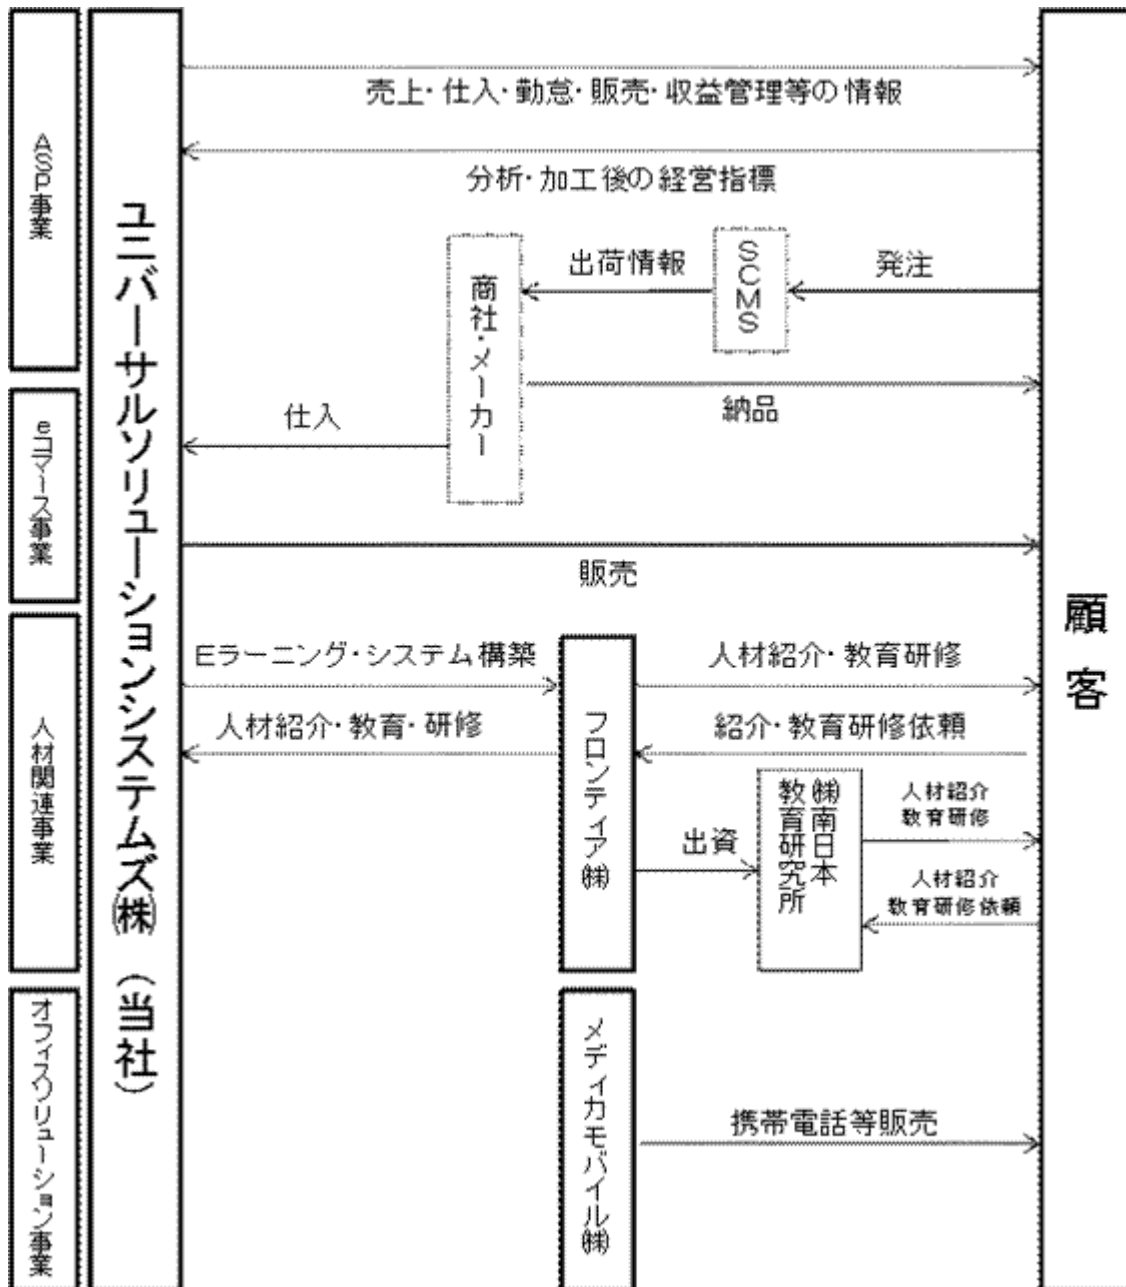 ASP事業
eコマース事業
人材関連事業
オフィスソリューション事業
ユニバーサルソリューションシステムズ㈱ (当社)
売上・仕入・勤怠・販売・収益管理等の情報
分析・加工後の経営指標
商社・メーカー
出荷情報
SCMS
発注
納品
仕入
販売
Eラーニング・システム構築
人材紹介・教育・研修
フロンティア㈱
人材紹介・教育研修
紹介・教育研修依頼
出資
㈱南日本
教育研究所
人材紹介
教育研修
人材紹介
教育研修依頼
メディカモバイル㈱
携帯電話等販売
顧客